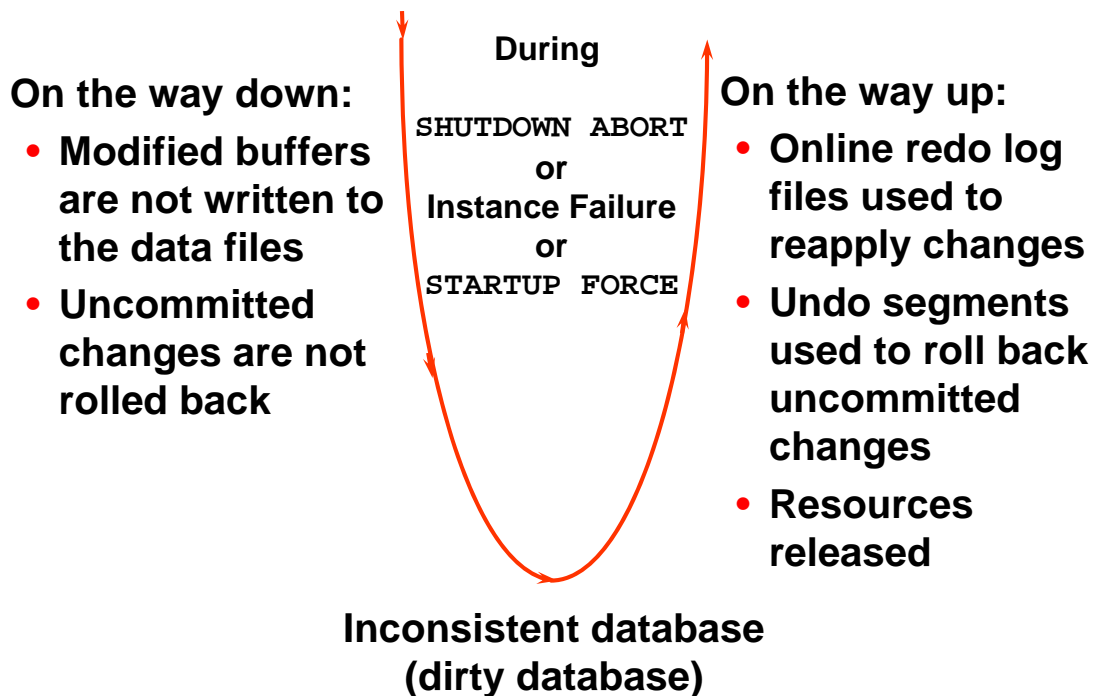 During
SHUTDOWN ABORT
or
Instance Failure
or
STARTUP FORCE
On the way down:
• Modified buffers
are not written to
the data files
• Uncommitted
changes are not
rolled back
On the way up:
• Online redo log
files used to
reapply changes
• Undo segments
used to roll back
uncommitted
changes
• Resources
released
Inconsistent database
(dirty database)